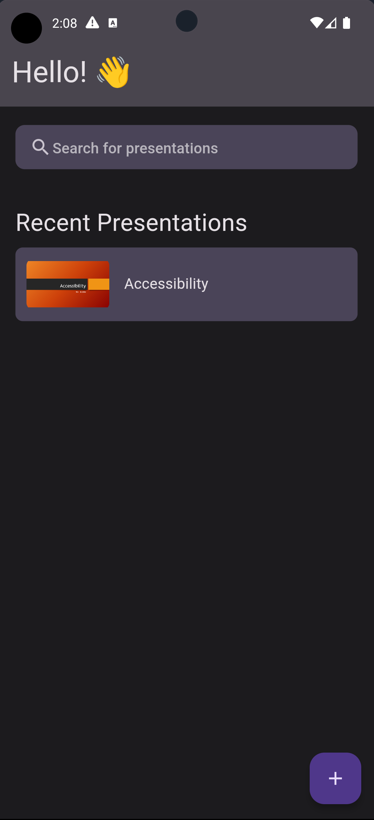 2:08
Hello! 👋
Search for presentations
Recent Presentations
Accessibility
Accessibility
+